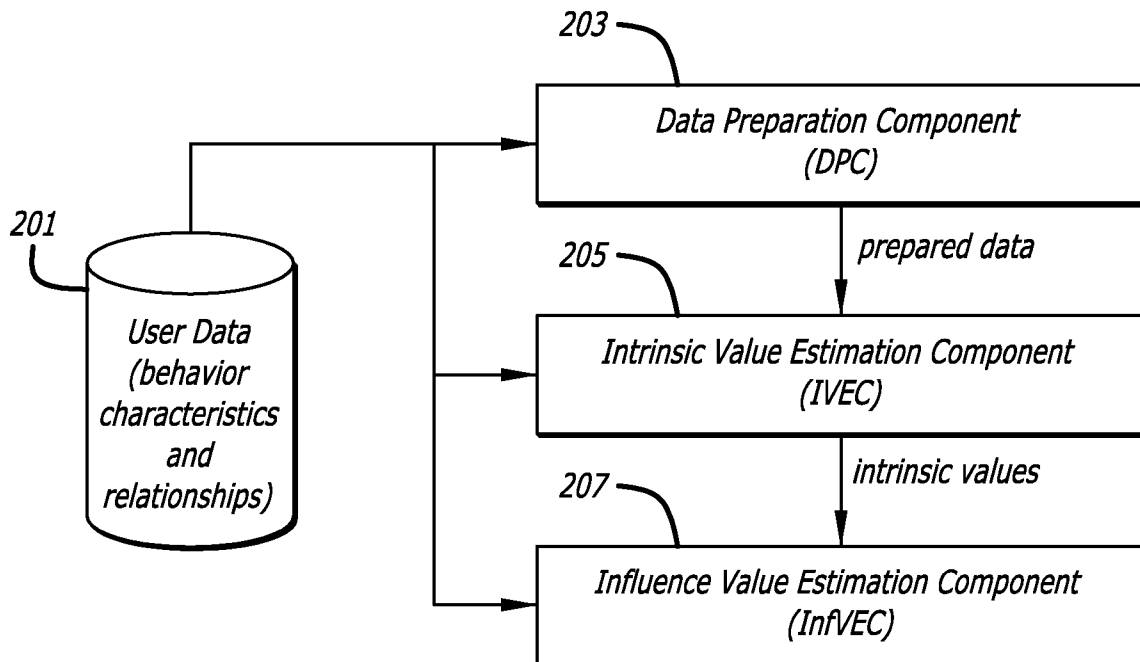 203
Data Preparation Component
(DPC)
201
User Data
(behavior
characteristics
and
relationships)
prepared data
205
Intrinsic Value Estimation Component
(IVEC)
intrinsic values
207
Influence Value Estimation Component
(InfVEC)